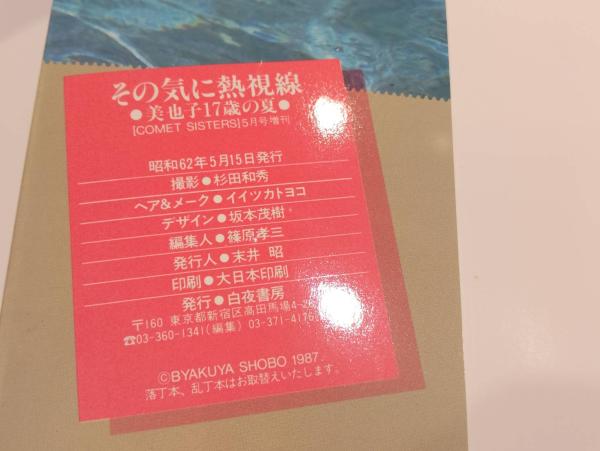 その気に熱視線
●美也子17歳の夏●
[COMET SISTERS]5月号増刊
昭和62年5月15日発行
撮影●杉田和秀
ヘア&メーク●イイツカトヨコ
デザイン●坂本茂樹
編集人●篠原孝三
発行人●末井 昭
印刷●大日本印刷
発行●白夜書房
〒160 東京都新宿区高田馬場4-2
☎03-360-1341(編集) 03-371-4176
©BYAKUYA SHOBO 1987.
落丁本、乱丁本はお取替えいたします。